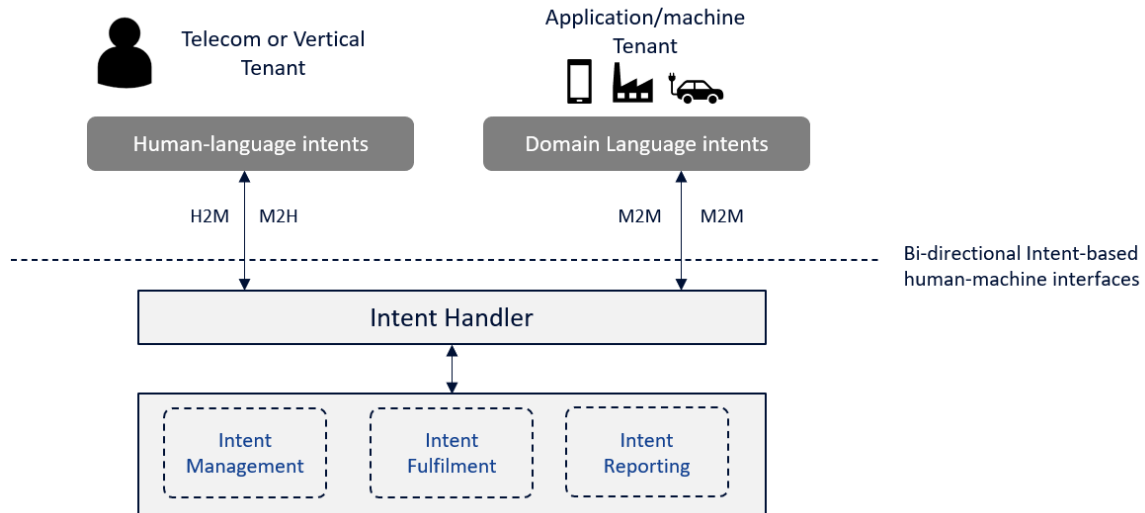 Telecom or Vertical
Tenant
Application/machine
Tenant
Human-language intents
Domain Language intents
H2M
M2H
M2M
M2M
Bi-directional Intent-based
human-machine interfaces
Intent Handler
Intent
Management
Intent
Fulfilment
Intent
Reporting